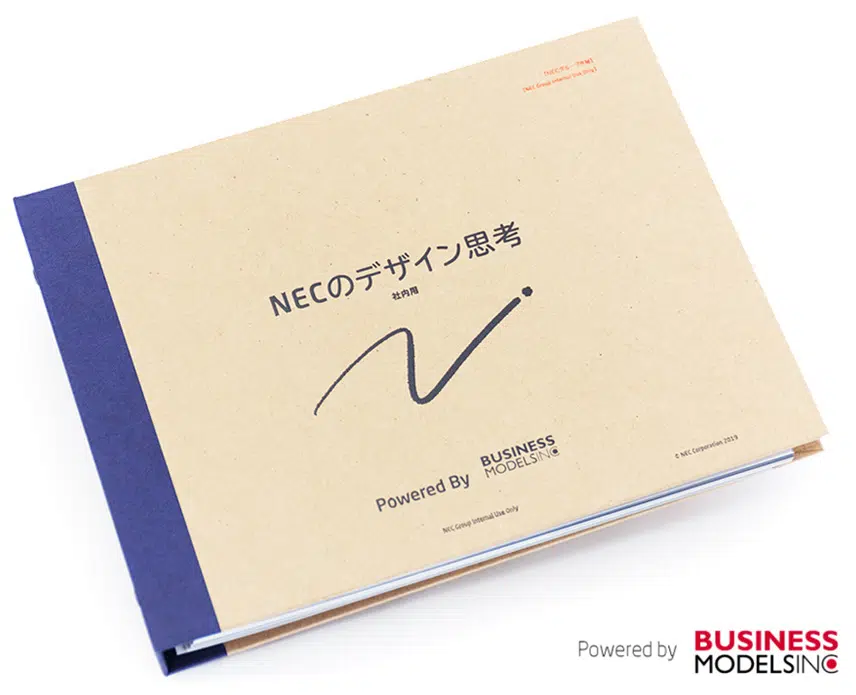 [NEC Group Internal Use Only]
NECのデザイン思考
社内用
Powered By BUSINESS MODELSINC
© NEC Corporation 2019
NEC Group Internal Use Only
Powered by BUSINESS MODELSINC